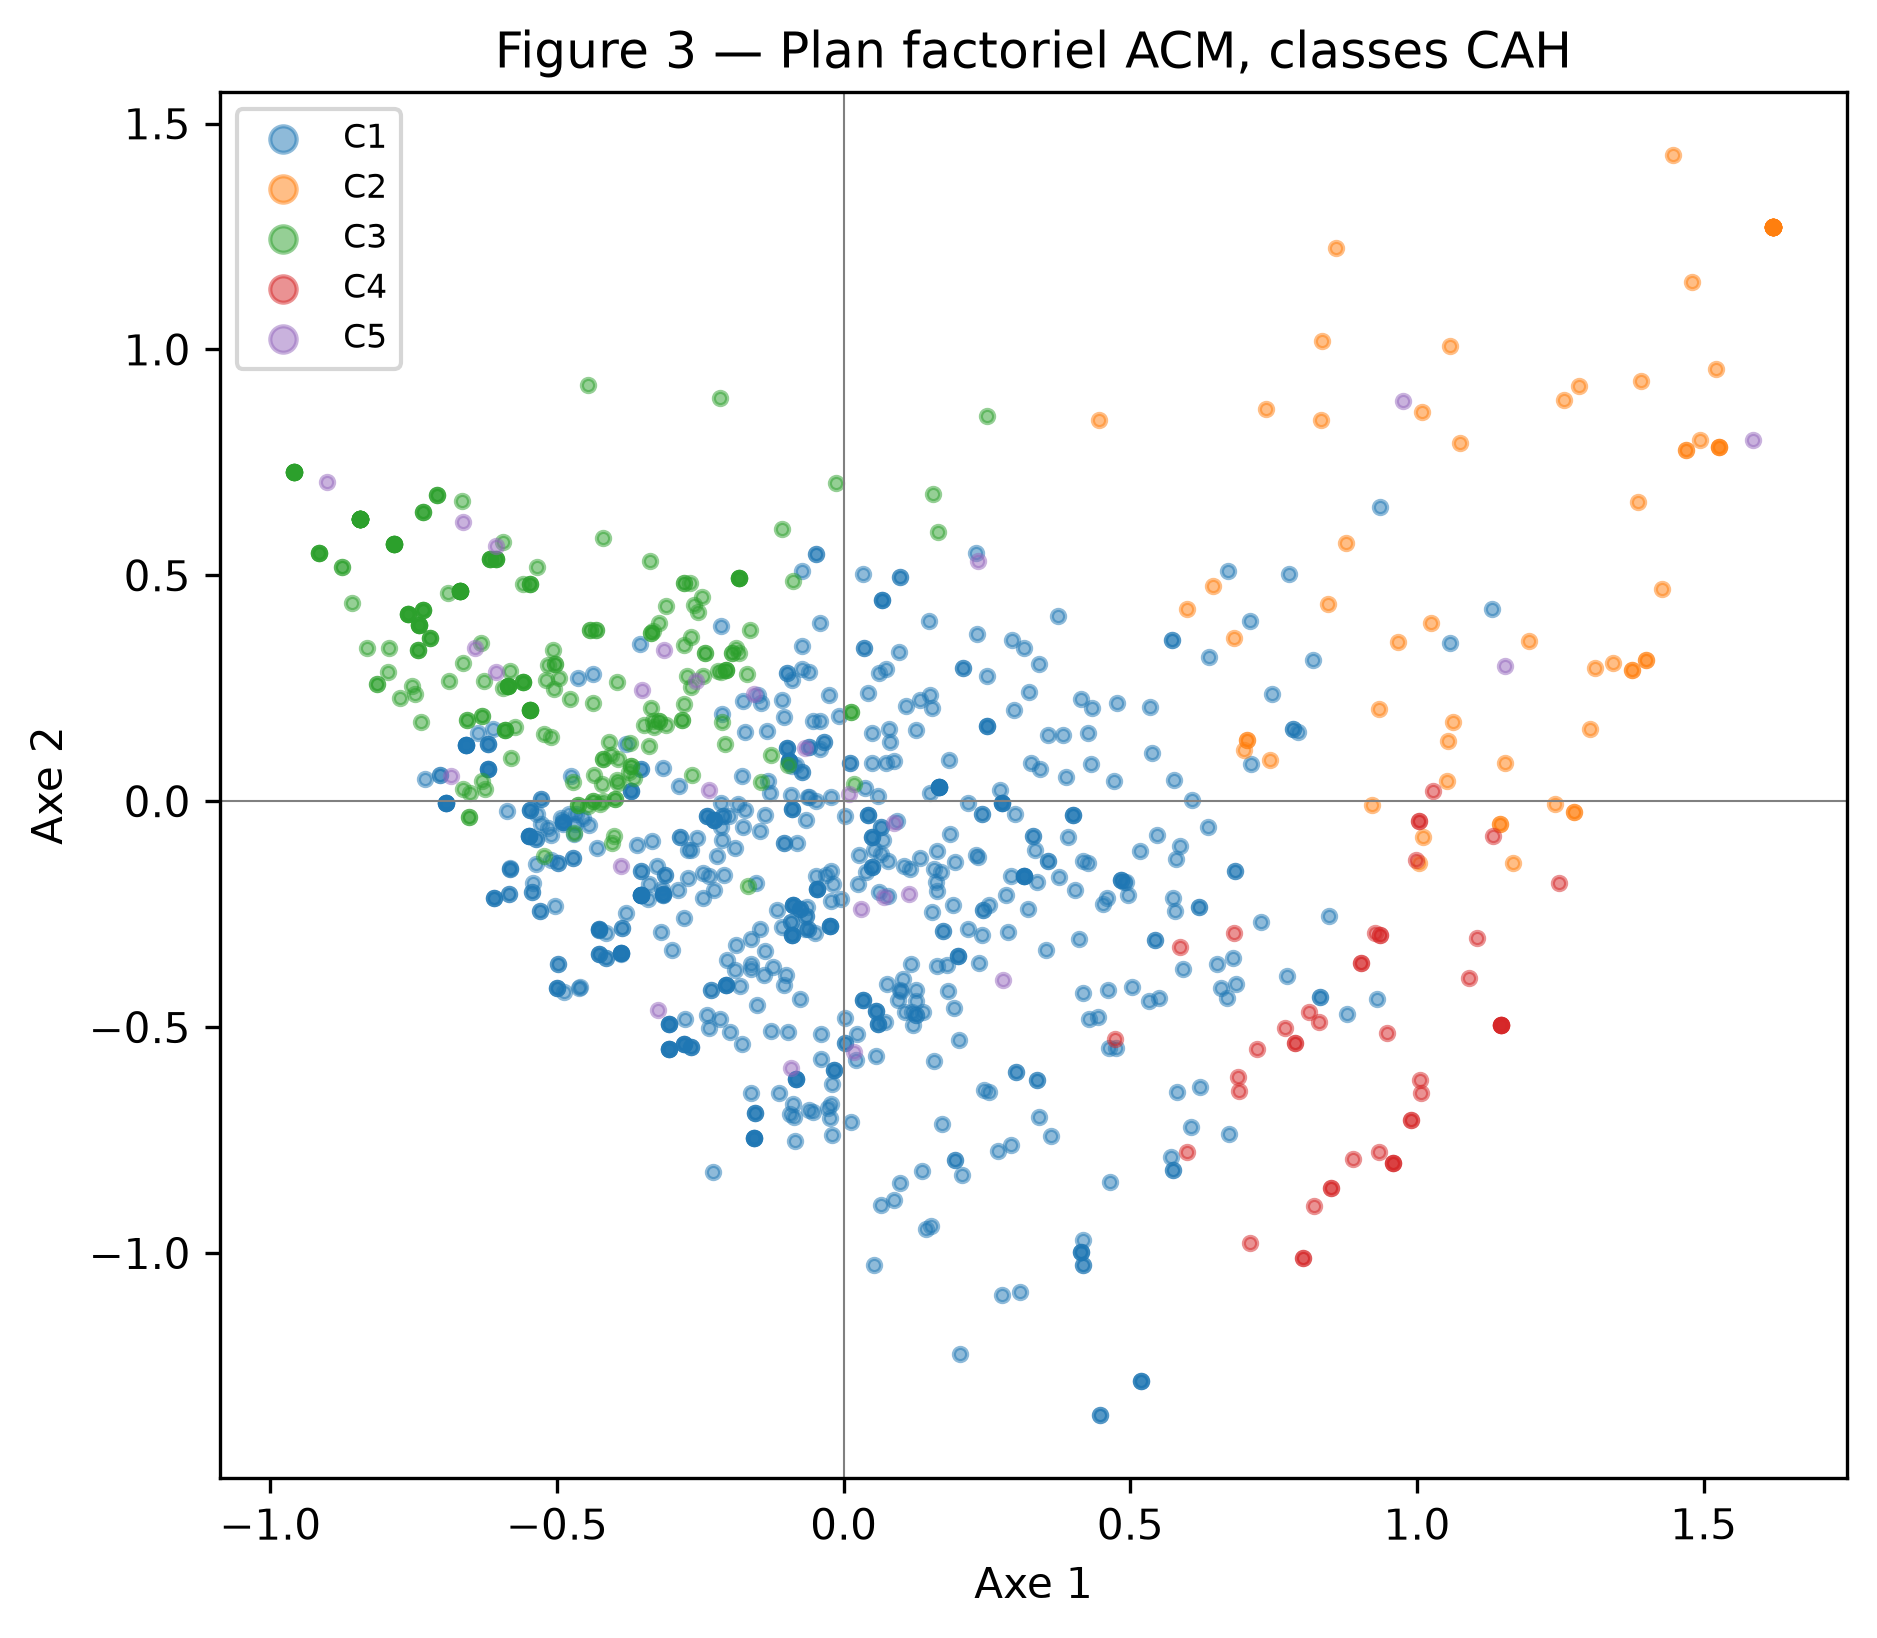 Figure 3 — Plan factoriel ACM, classes CAH
C1
C2
C3
C4
C5
1.5
1.0
0.5
0.0
−0.5
−1.0
Axe 2
−1.0 −0.5 0.0 0.5 1.0 1.5
Axe 1